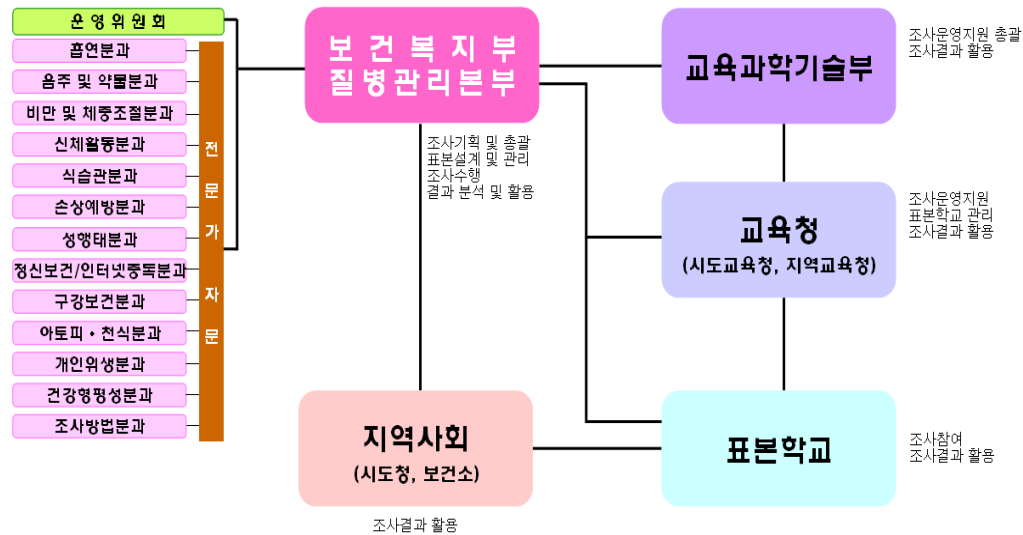 운영위원회
흡연분과
음주 및 약물분과
비만 및 체중조절분과
신체활동분과
식습관분과
손상예방분과
성행태분과
정신보건/인터넷중독분과
구강보건분과
아토피・천식분과
개인위생분과
건강형평성분과
조사방법분과
전
문
가
자
문
보건복지부
질병관리본부
조사기획 및 총괄
표본설계 및 관리
조사수행
결과 분석 및 활용
교육과학기술부
조사운영지원 총괄
조사결과 활용
교육청
(시도교육청, 지역교육청)
조사운영지원
표본학교 관리
조사결과 활용
지역사회
(시도청, 보건소)
조사결과 활용
표본학교
조사참여
조사결과 활용